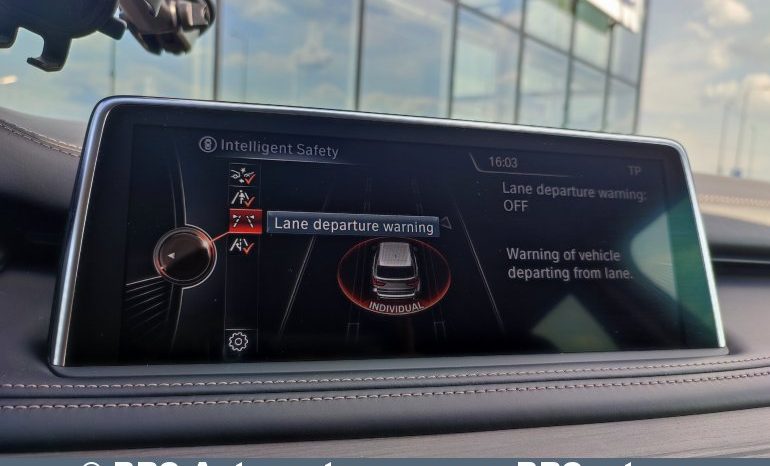 Intelligent Safety
16:03
TP
Lane departure warning:
OFF
Lane departure warning
Warning of vehicle
departing from lane.
INDIVIDUAL